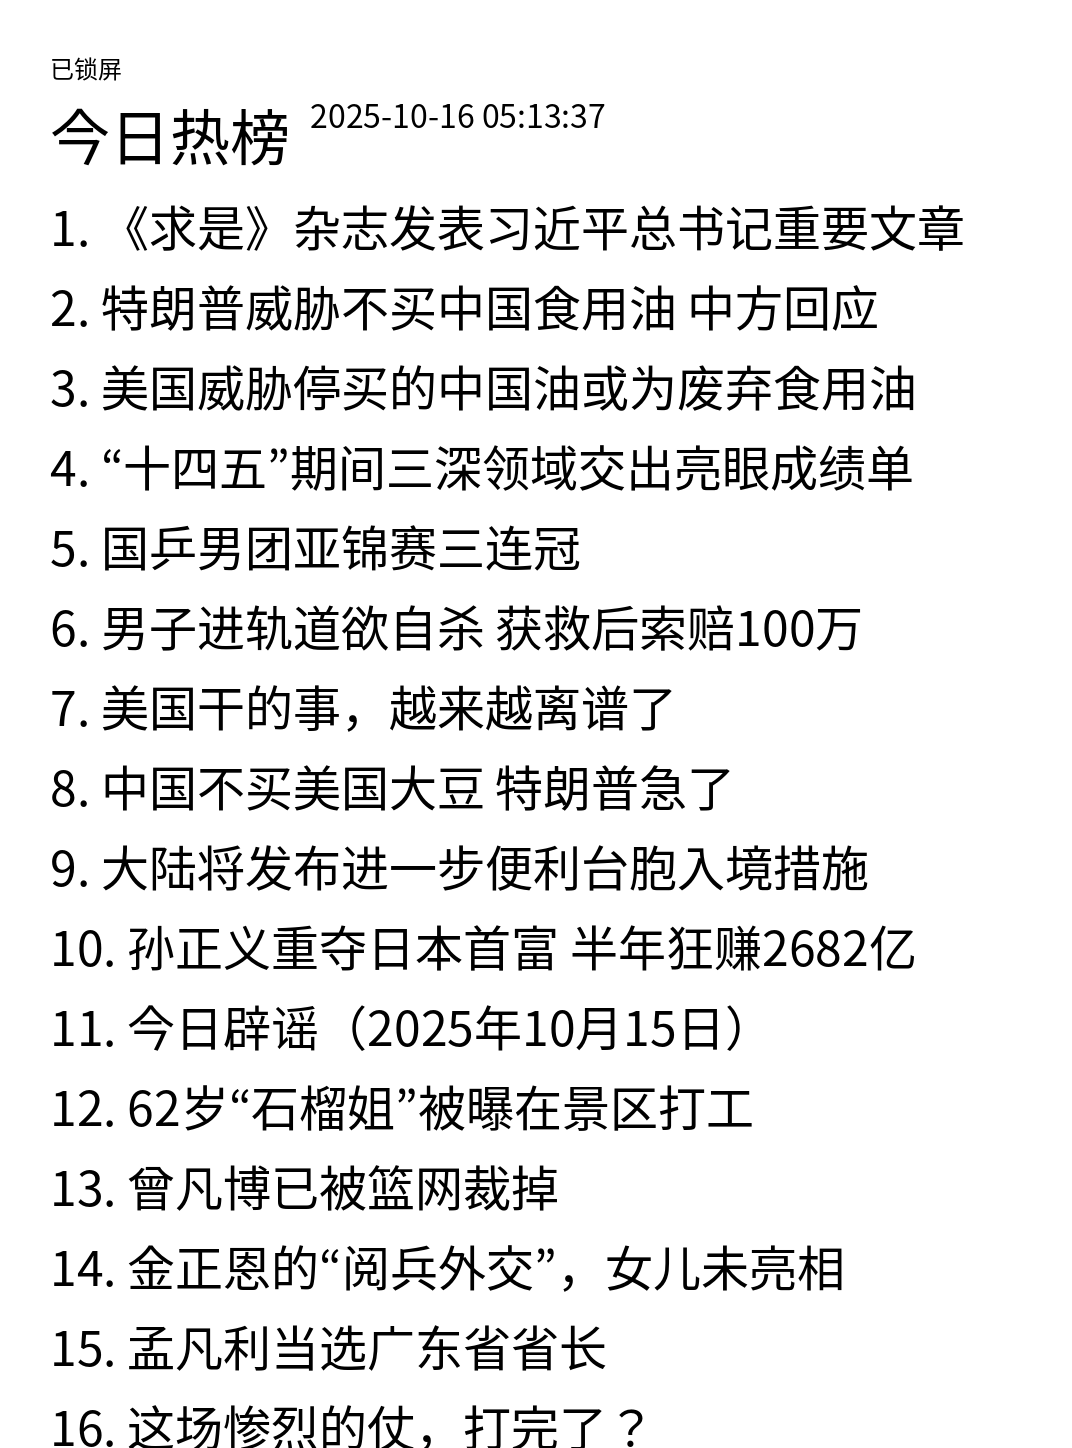 已锁屏
今日热榜 2025-10-16 05:13:37
1. 《求是》杂志发表习近平总书记重要文章
2. 特朗普威胁不买中国食用油 中方回应
3. 美国威胁停买的中国油或为废弃食用油
4. “十四五”期间三深领域交出亮眼成绩单
5. 国乒男团亚锦赛三连冠
6. 男子进轨道欲自杀 获救后索赔100万
7. 美国干的事，越来越离谱了
8. 中国不买美国大豆 特朗普急了
9. 大陆将发布进一步便利台胞入境措施
10. 孙正义重夺日本首富 半年狂赚2682亿
11. 今日辟谣（2025年10月15日）
12. 62岁“石榴姐”被曝在景区打工
13. 曾凡博已被篮网裁掉
14. 金正恩的“阅兵外交”，女儿未亮相
15. 孟凡利当选广东省省长
16. 这场惨烈的仗，打完了？